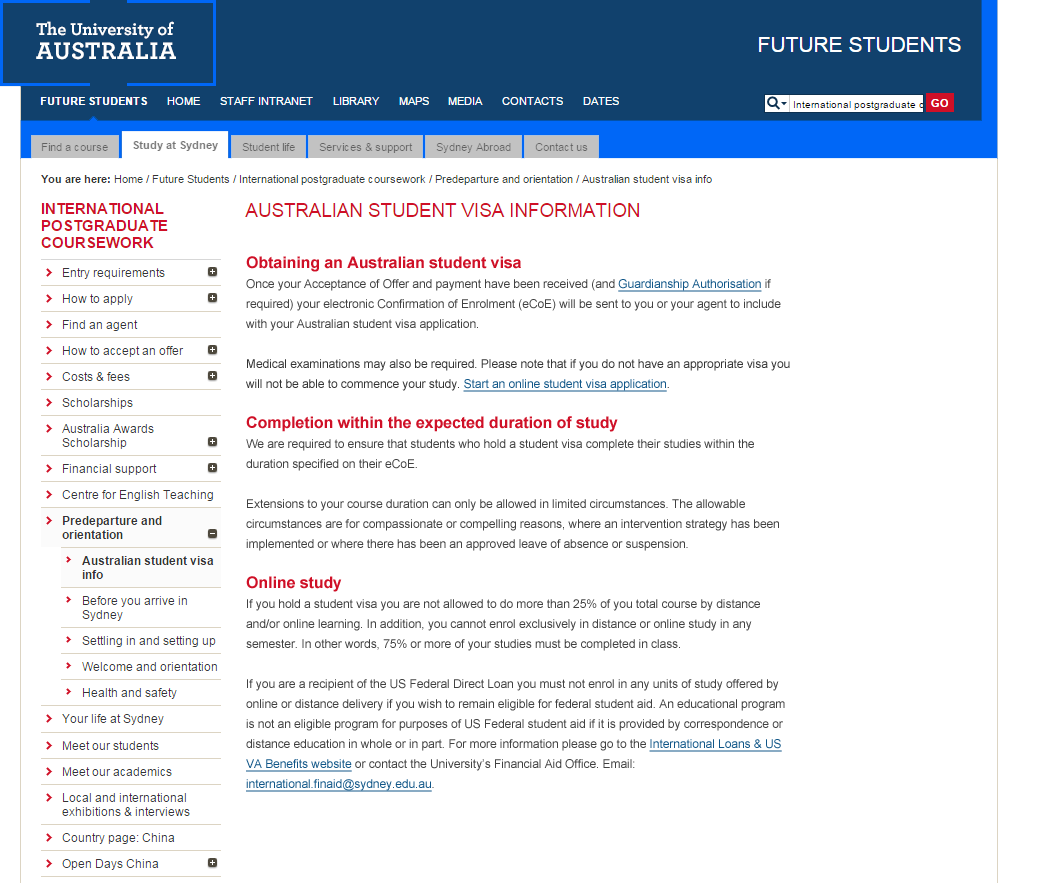 The University of
AUSTRALIA
FUTURE STUDENTS
FUTURE STUDENTS HOME STAFF INTRANET LIBRARY MAPS MEDIA CONTACTS DATES
International postgraduate c GO
Find a course Study at Sydney Student life Services & support Sydney Abroad Contact us
You are here: Home / Future Students / International postgraduate coursework / Predeparture and orientation / Australian student visa info
INTERNATIONAL
POSTGRADUATE
COURSEWORK
Entry requirements
How to apply
Find an agent
How to accept an offer
Costs & fees
Scholarships
Australia Awards
Scholarship
Financial support
Centre for English Teaching
Predeparture and
orientation
Australian student visa
info
Before you arrive in
Sydney
Settling in and setting up
Welcome and orientation
Health and safety
Your life at Sydney
Meet our students
Meet our academics
Local and international
exhibitions & interviews
Country page: China
Open Days China
AUSTRALIAN STUDENT VISA INFORMATION
Obtaining an Australian student visa
Once your Acceptance of Offer and payment have been received (and Guardianship Authorisation if
required) your electronic Confirmation of Enrolment (eCoE) will be sent to you or your agent to include
with your Australian student visa application.
Medical examinations may also be required. Please note that if you do not have an appropriate visa you
will not be able to commence your study. Start an online student visa application.
Completion within the expected duration of study
We are required to ensure that students who hold a student visa complete their studies within the
duration specified on their eCoE.
Extensions to your course duration can only be allowed in limited circumstances. The allowable
circumstances are for compassionate or compelling reasons, where an intervention strategy has been
implemented or where there has been an approved leave of absence or suspension.
Online study
If you hold a student visa you are not allowed to do more than 25% of you total course by distance
and/or online learning. In addition, you cannot enrol exclusively in distance or online study in any
semester. In other words, 75% or more of your studies must be completed in class.
If you are a recipient of the US Federal Direct Loan you must not enrol in any units of study offered by
online or distance delivery if you wish to remain eligible for federal student aid. An educational program
is not an eligible program for purposes of US Federal student aid if it is provided by correspondence or
distance education in whole or in part. For more information please go to the International Loans & US
VA Benefits website or contact the University's Financial Aid Office. Email:
international.finaid@sydney.edu.au.